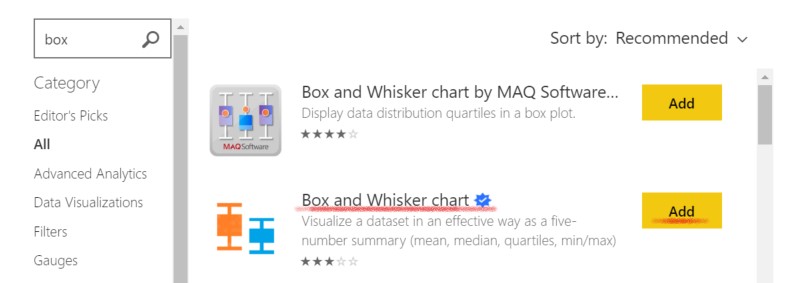 box
Sort by: Recommended
Category
Editor's Picks
All
Advanced Analytics
Data Visualizations
Filters
Gauges
MAQ Software
Box and Whisker chart by MAQ Software...
Display data distribution quartiles in a box plot.
Add
Box and Whisker chart
Visualize a dataset in an effective way as a five-
number summary (mean, median, quartiles, min/max)
Add